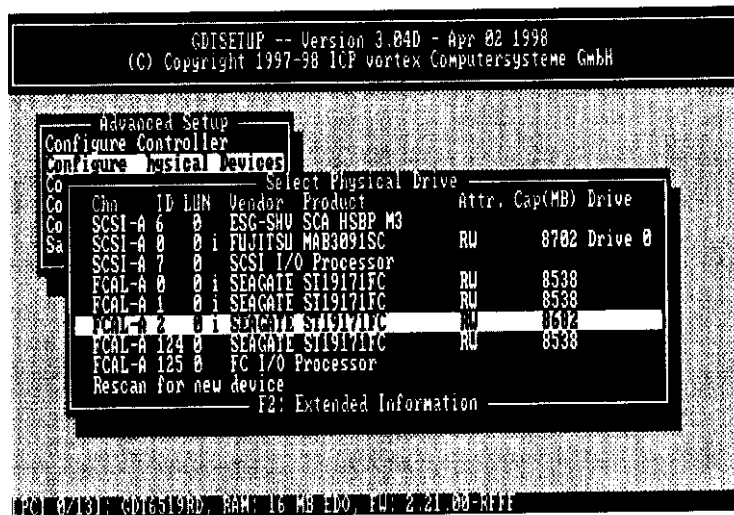 GDTSETUP -- Version 3.04D - Apr 02 1998
(C) Copyright 1997-98 ICP vortex Computersysteme GmbH
Advanced Setup
Configure Controller
Configure Physical Devices
Co
Co
Co
Sa
Select Physical Drive
Chn ID LUN Vendor Product Attr. Cap(MB) Drive
SCSI-A 6 0 ESG-SHV SCA HSBP M3
SCSI-A 0 0 i FUJITSU MAB3091SC RW 8702 Drive 0
SCSI-A 7 0 SCSI I/O Processor
FCAL-A 0 0 i SEAGATE ST19171FC RW 8538
FCAL-A 1 0 i SEAGATE ST19171FC RW 8538
FCAL-A 2 0 i SEAGATE ST19171FC RW 8682
FCAL-A 124 0 SEAGATE ST19171FC RW 8538
FCAL-A 125 0 FC I/O Processor
Rescan for new device
F2: Extended Information
[PCI 0/13]: GDT6519RD, RAM: 16 MB EDO, FW: 2.21.00-RFFF